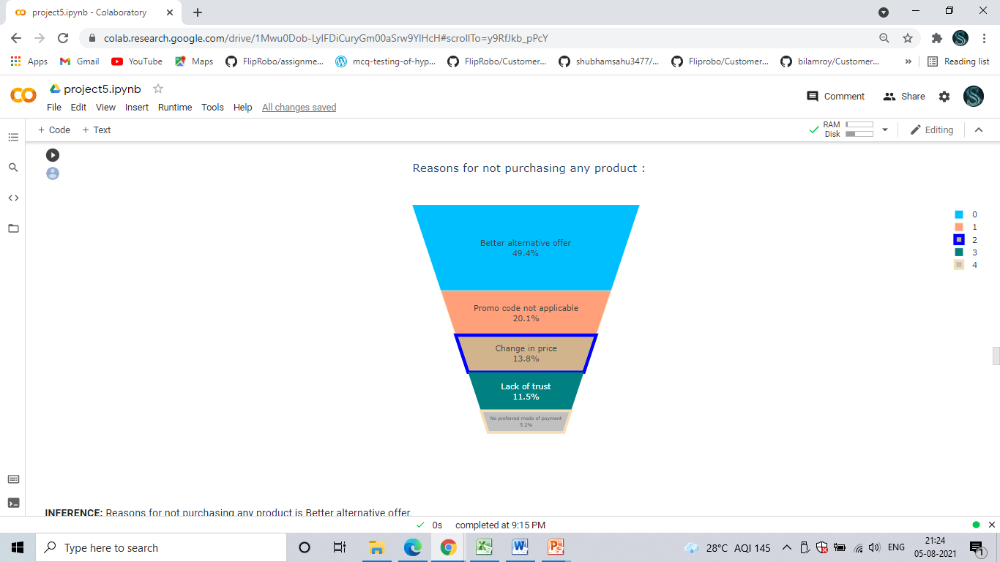 project5.ipynb - Colaboratory
colab.research.google.com/drive/1Mwu0Dob-LyIFDiCuryGm00aSrw9YlHcH#scrollTo=y9RfJkb_pPcY
Apps Gmail YouTube Maps FlipRobo/assignme... mcq-testing-of-hyp... FlipRobo/Customer... shubhamsahu3477/... Fliprobo/Customer... bilamroy/Customer... » Reading list
project5.ipynb
Comment Share
File Edit View Insert Runtime Tools Help All changes saved
+ Code + Text
RAM
Disk
Editing
Reasons for not purchasing any product :
Better alternative offer
49.4%
Promo code not applicable
20.1%
Change in price
13.8%
Lack of trust
11.5%
No preferred mode of payment
5.2%
0
1
2
3
4
INFERENCE: Reasons for not purchasing any product is Better alternative offer.
0s completed at 9:15 PM
Type here to search
28°C AQI 145
ENG
21:24
05-08-2021
1